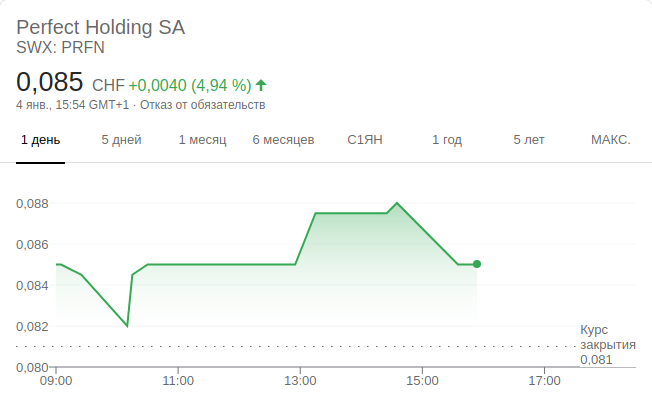 Perfect Holding SA
SWX: PRFN
0,085 CHF +0,0040 (4,94 %)
4 янв., 15:54 GMT+1 · Отказ от обязательств
1 день 5 дней 1 месяц 6 месяцев С1ЯН 1 год 5 лет МАКС.
0,088
0,086
0,084
0,082
Курс
закрытия
0,081
0,080
09:00 11:00 13:00 15:00 17:00